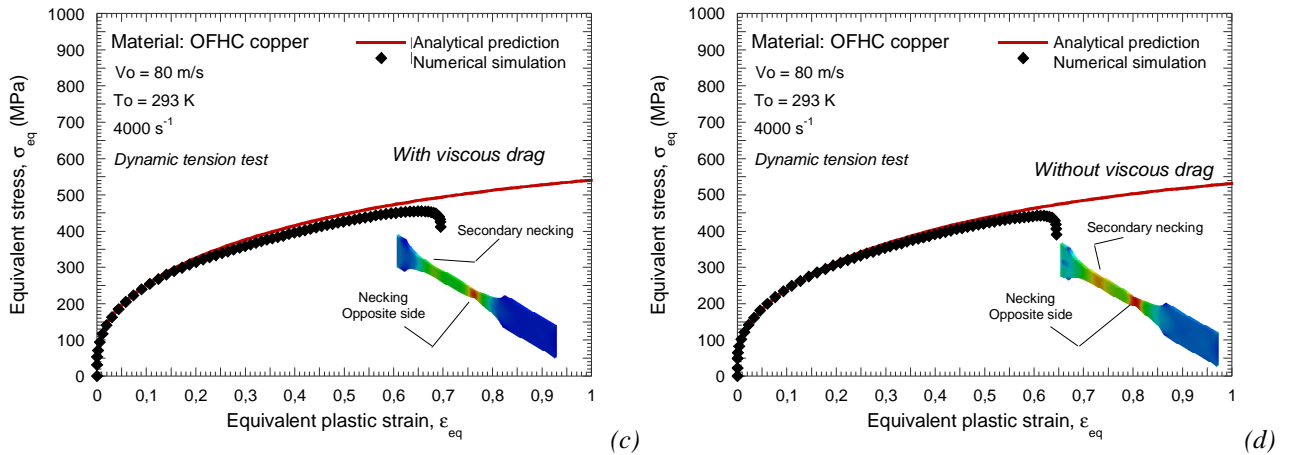 1000
900
800
700
600
500
400
300
200
100
0
Equivalent stress, σeq (MPa)
Material: OFHC copper
Vo = 80 m/s
To = 293 K
4000 s-1
Dynamic tension test
Analytical prediction
Numerical simulation
With viscous drag
Secondary necking
Necking
Opposite side
0 0,1 0,2 0,3 0,4 0,5 0,6 0,7 0,8 0,9 1
Equivalent plastic strain, εeq
(c)
1000
900
800
700
600
500
400
300
200
100
0
Equivalent stress, σeq (MPa)
Material: OFHC copper
Vo = 80 m/s
To = 293 K
4000 s-1
Dynamic tension test
Analytical prediction
Numerical simulation
Without viscous drag
Secondary necking
Necking
Opposite side
0 0,1 0,2 0,3 0,4 0,5 0,6 0,7 0,8 0,9 1
Equivalent plastic strain, εeq
(d)